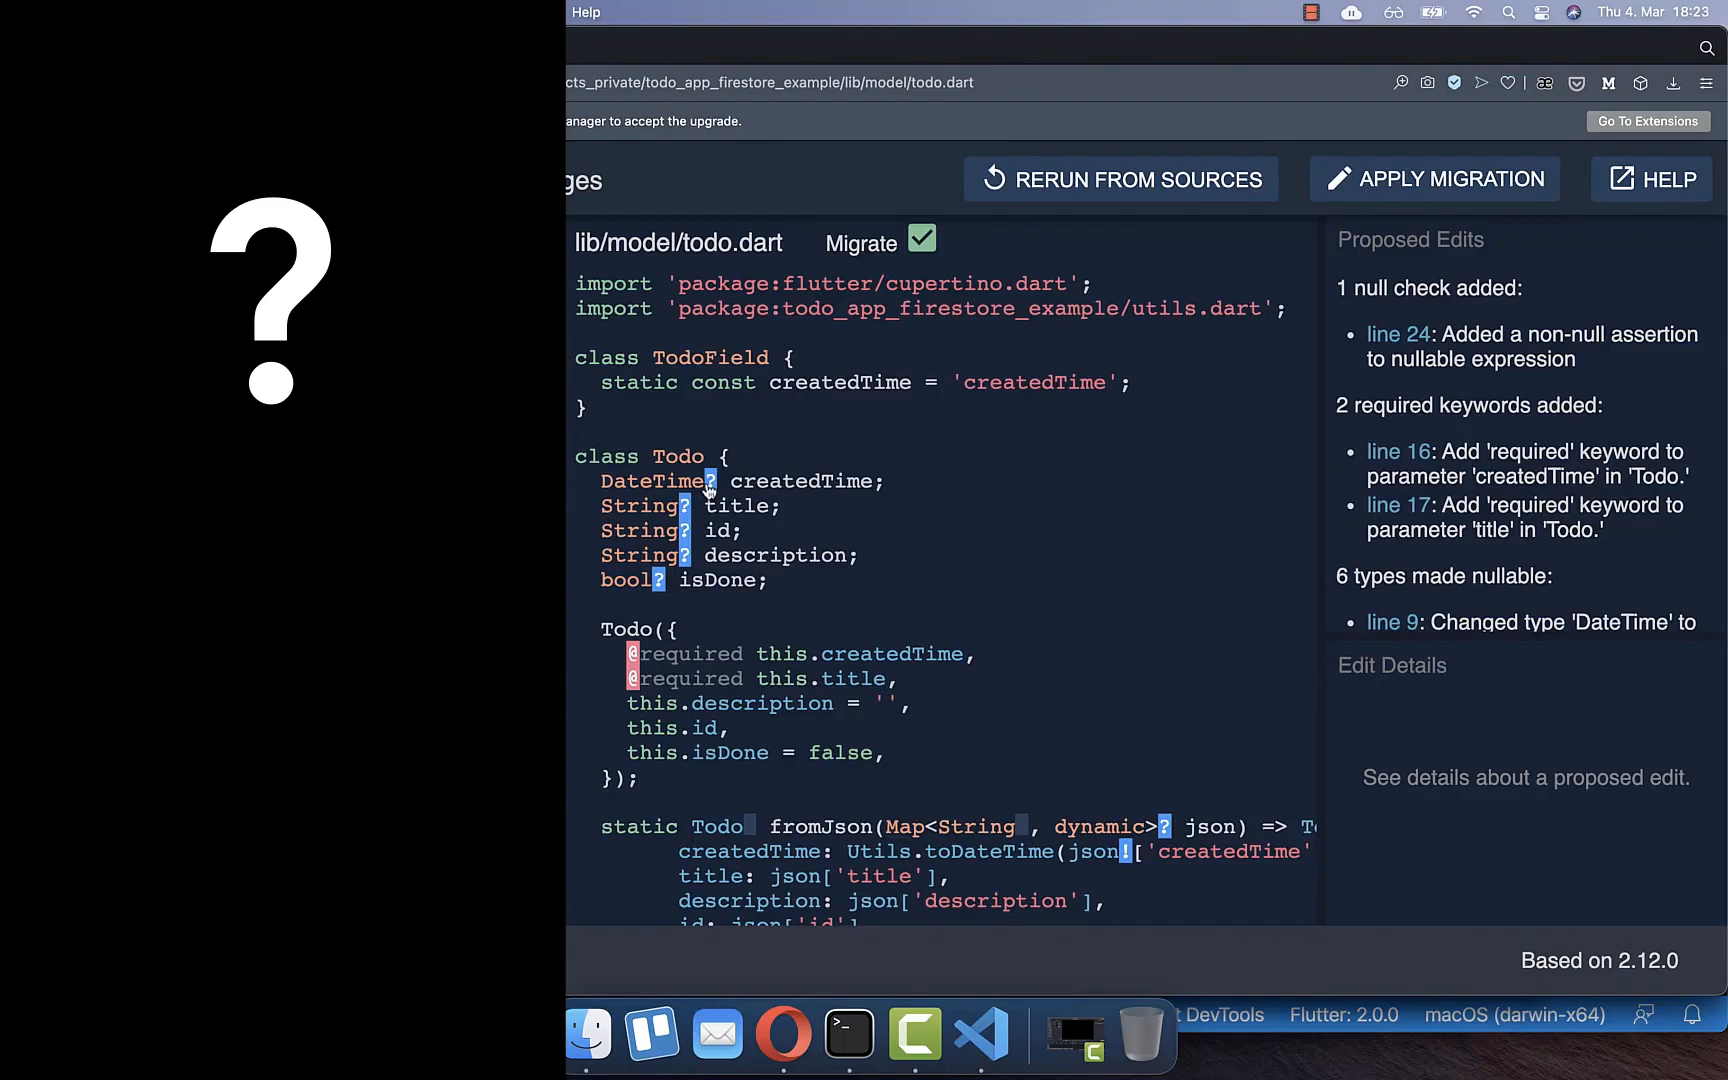 ?
Help
Thu 4. Mar 18:23
cts_private/todo_app_firestore_example/lib/model/todo.dart
anager to accept the upgrade.
Go To Extensions
ges
RERUN FROM SOURCES
APPLY MIGRATION
HELP
lib/model/todo.dart
Migrate
import 'package:flutter/cupertino.dart';
import 'package:todo_app_firestore_example/utils.dart';
class TodoField {
static const createdTime = 'createdTime';
}
class Todo {
DateTime? createdTime;
String? title;
String? id;
String? description;
bool? isDone;
Todo({
@required this.createdTime,
@required this.title,
this.description = '',
this.id,
this.isDone = false,
});
static Todo fromJson(Map<String , dynamic>? json) => T
createdTime: Utils.toDateTime(json!['createdTime'
title: json['title'],
description: json['description'],
id: json['id']
Proposed Edits
1 null check added:
• line 24: Added a non-null assertion
to nullable expression
2 required keywords added:
• line 16: Add 'required' keyword to
parameter 'createdTime' in 'Todo.'
• line 17: Add 'required' keyword to
parameter 'title' in 'Todo.'
6 types made nullable:
• line 9: Changed type 'DateTime' to
Edit Details
See details about a proposed edit.
Based on 2.12.0
t DevTools
Flutter: 2.0.0
macOS (darwin-x64)